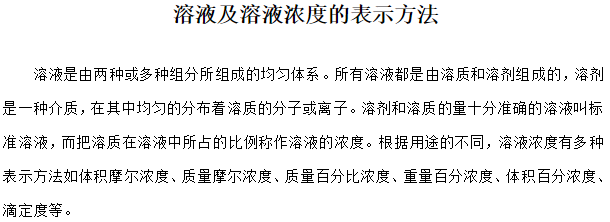 溶液及溶液浓度的表示方法
溶液是由两种或多种组分所组成的均匀体系。所有溶液都是由溶质和溶剂组成的，溶剂
是一种介质，在其中均匀的分布着溶质的分子或离子。溶剂和溶质的量十分准确的溶液叫标
准溶液，而把溶质在溶液中所占的比例称作溶液的浓度。根据用途的不同，溶液浓度有多种
表示方法如体积摩尔浓度、质量摩尔浓度、质量百分比浓度、重量百分浓度、体积百分浓度、
滴定度等。